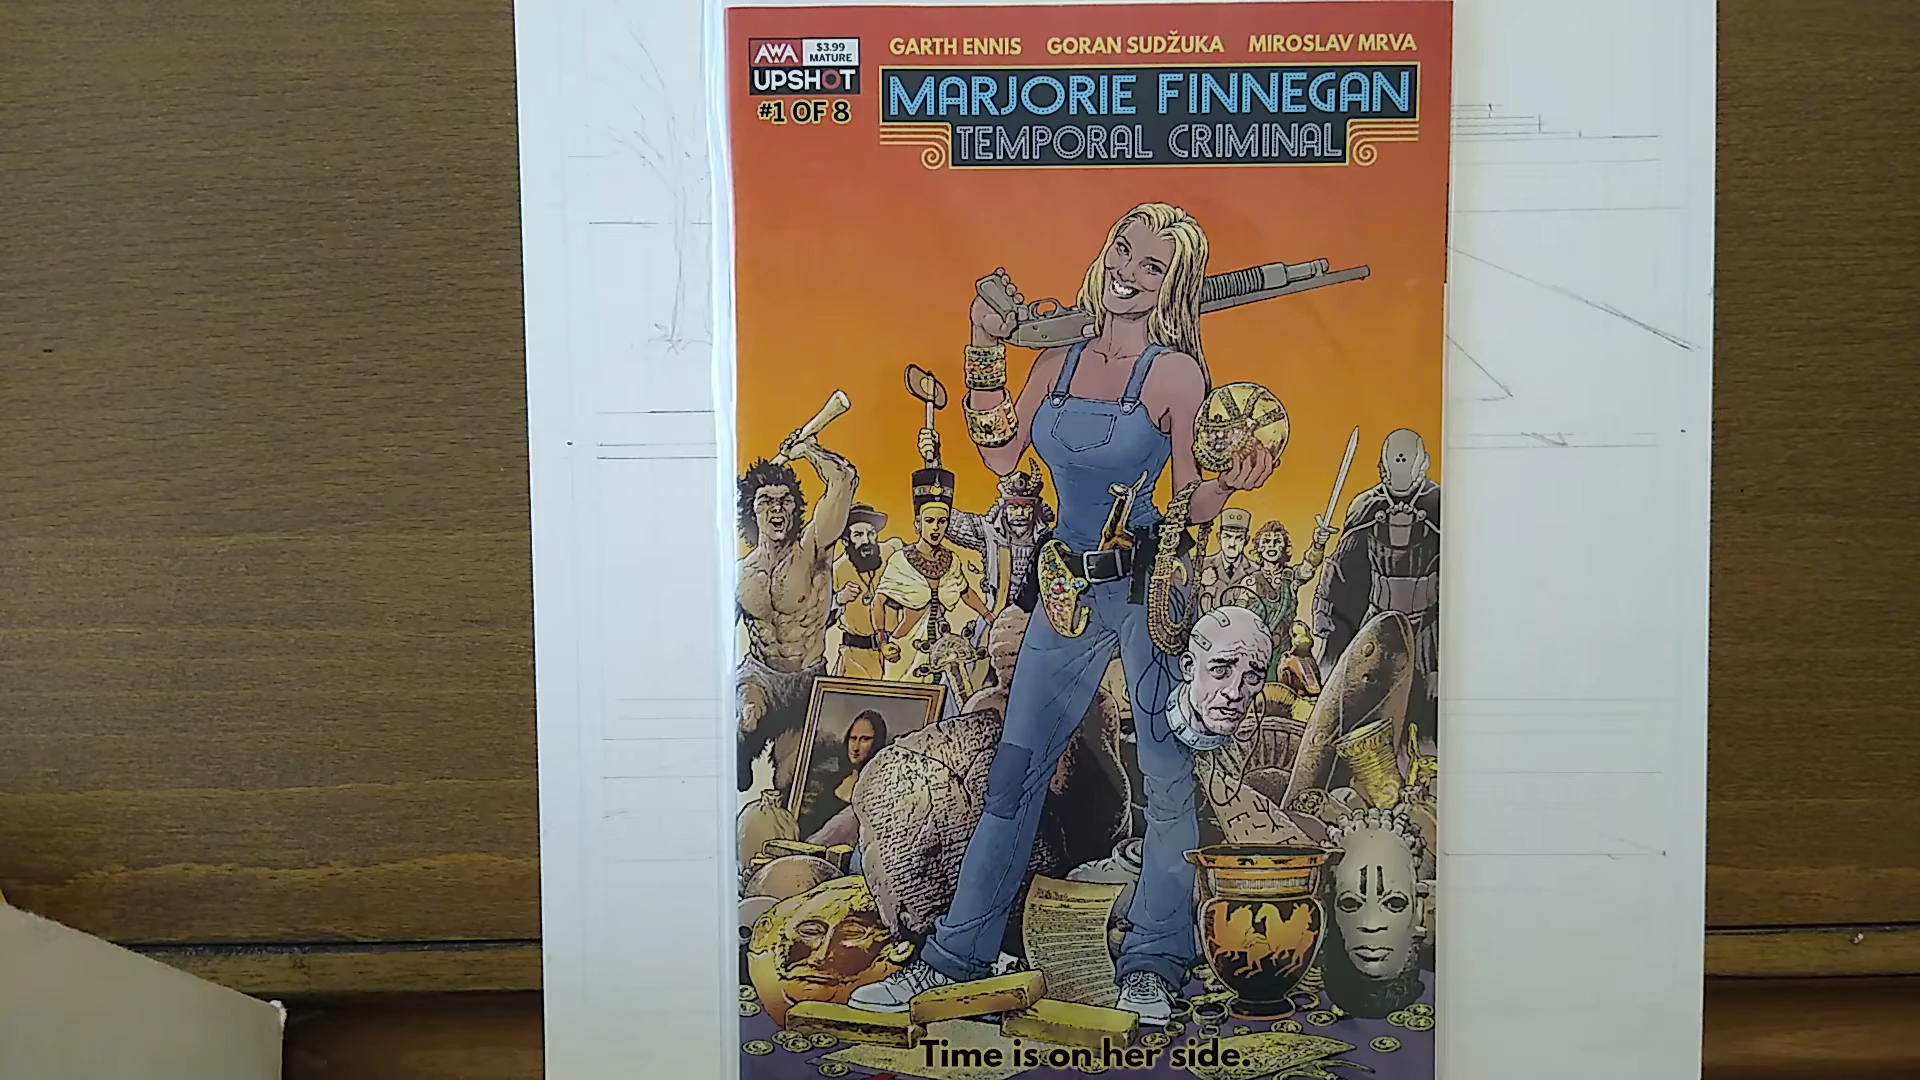 AWA
$3.99
MATURE
UPSHOT
#1 OF 8
GARTH ENNIS GORAN SUDŽUKA MIROSLAV MRVA
MARJORIE FINNEGAN
TEMPORAL CRIMINAL
Time is on her side.